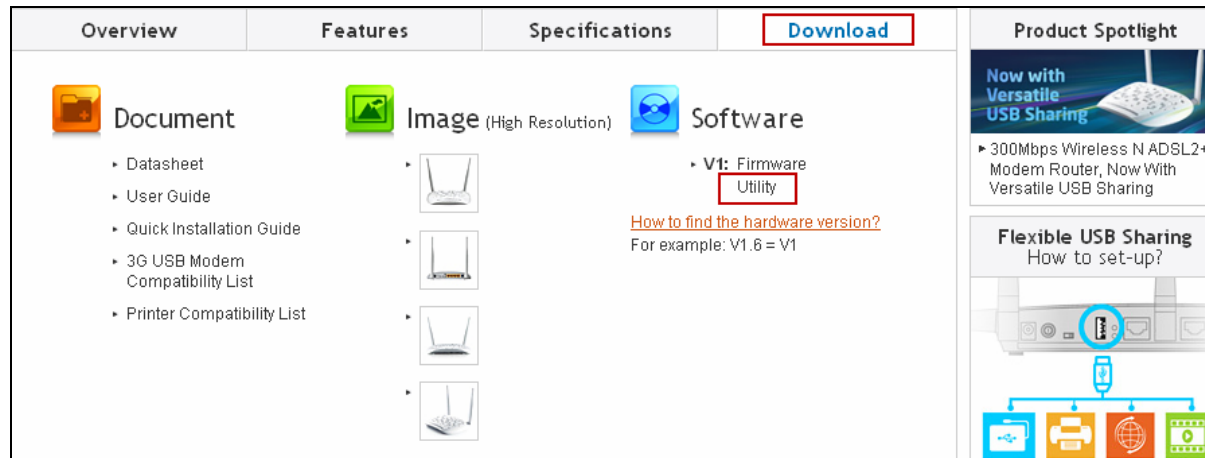 Overview
Features
Specifications
Download
Document
Datasheet
User Guide
Quick Installation Guide
3G USB Modem
Compatibility List
Printer Compatibility List
Image (High Resolution)
Software
V1: Firmware
Utility
How to find the hardware version?
For example: V1.6 = V1
Product Spotlight
Now with
Versatile
USB Sharing
300Mbps Wireless N ADSL2+
Modem Router, Now With
Versatile USB Sharing
Flexible USB Sharing
How to set-up?